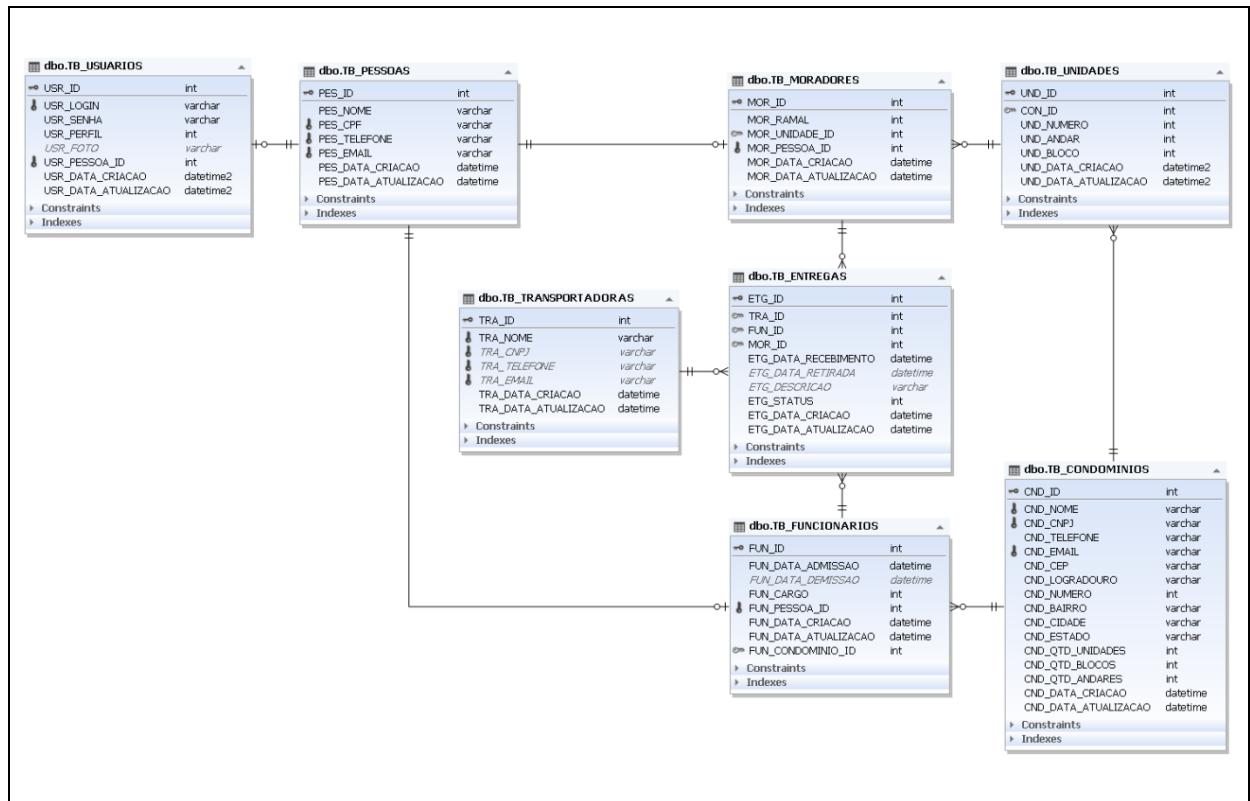 dbo.TB_USUARIOS
USR_ID int
USR_LOGIN varchar
USR_SENHA varchar
USR_PERFIL int
USR_FOTO varchar
USR_PESSOA_ID int
USR_DATA_CRIACAO datetime2
USR_DATA_ATUALIZACAO datetime2
Constraints
Indexes
dbo.TB_PESSOAS
PES_ID int
PES_NOME varchar
PES_CPF varchar
PES_TELEFONE varchar
PES_EMAIL varchar
PES_DATA_CRIACAO datetime
PES_DATA_ATUALIZACAO datetime
Constraints
Indexes
dbo.TB_MORADORES
MOR_ID int
MOR_RAMAL int
MOR_UNIDADE_ID int
MOR_PESSOA_ID int
MOR_DATA_CRIACAO datetime
MOR_DATA_ATUALIZACAO datetime
Constraints
Indexes
dbo.TB_UNIDADES
UND_ID int
CON_ID int
UND_NUMERO int
UND_ANDAR int
UND_BLOCO int
UND_DATA_CRIACAO datetime2
UND_DATA_ATUALIZACAO datetime2
Constraints
Indexes
dbo.TB_TRANSPORTADORAS
TRA_ID int
TRA_NOME varchar
TRA_CNPJ varchar
TRA_TELEFONE varchar
TRA_EMAIL varchar
TRA_DATA_CRIACAO datetime
TRA_DATA_ATUALIZACAO datetime
Constraints
Indexes
dbo.TB_ENTREGAS
ETG_ID int
TRA_ID int
FUN_ID int
MOR_ID int
ETG_DATA_RECEBIMENTO datetime
ETG_DATA_RETIRADA datetime
ETG_DESCRICAO varchar
ETG_STATUS int
ETG_DATA_CRIACAO datetime
ETG_DATA_ATUALIZACAO datetime
Constraints
Indexes
dbo.TB_FUNCIONARIOS
FUN_ID int
FUN_DATA_ADMISSAO datetime
FUN_DATA_DEMISSAO datetime
FUN_CARGO int
FUN_PESSOA_ID int
FUN_DATA_CRIACAO datetime
FUN_DATA_ATUALIZACAO datetime
FUN_CONDOMINIO_ID int
Constraints
Indexes
dbo.TB_CONDOMINIOS
CND_ID int
CND_NOME varchar
CND_CNPJ varchar
CND_TELEFONE varchar
CND_EMAIL varchar
CND_CEP varchar
CND_LOGRADOURO varchar
CND_NUMERO int
CND_BAIRRO varchar
CND_CIDADE varchar
CND_ESTADO varchar
CND_QTD_UNIDADES int
CND_QTD_BLOCOS int
CND_QTD_ANDARES int
CND_DATA_CRIACAO datetime
CND_DATA_ATUALIZACAO datetime
Constraints
Indexes